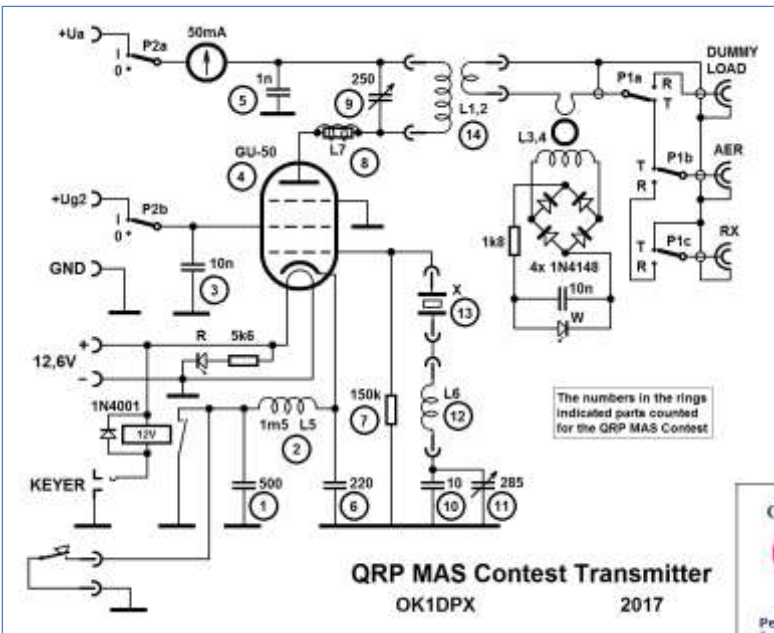 +Ua
I
0
P2a
50mA
1n
5
250
9
L7
8
L1,2
14
GU-50
4
L3,4
1k8
4x 1N4148
10n
W
P1a
R
T
DUMMY
LOAD
T
R
P1b
AER
T
R
P1c
RX
+Ug2
I
0
P2b
10n
3
GND
+
12,6V
–
R
5k6
1N4001
12V
KEYER
1m5 L5
2
500
1
220
6
150k
7
X
13
L6
12
10
10
285
11
The numbers in the rings
indicated parts counted
for the QRP MAS Contest
QRP MAS Contest Transmitter
OK1DPX 2017
Pe